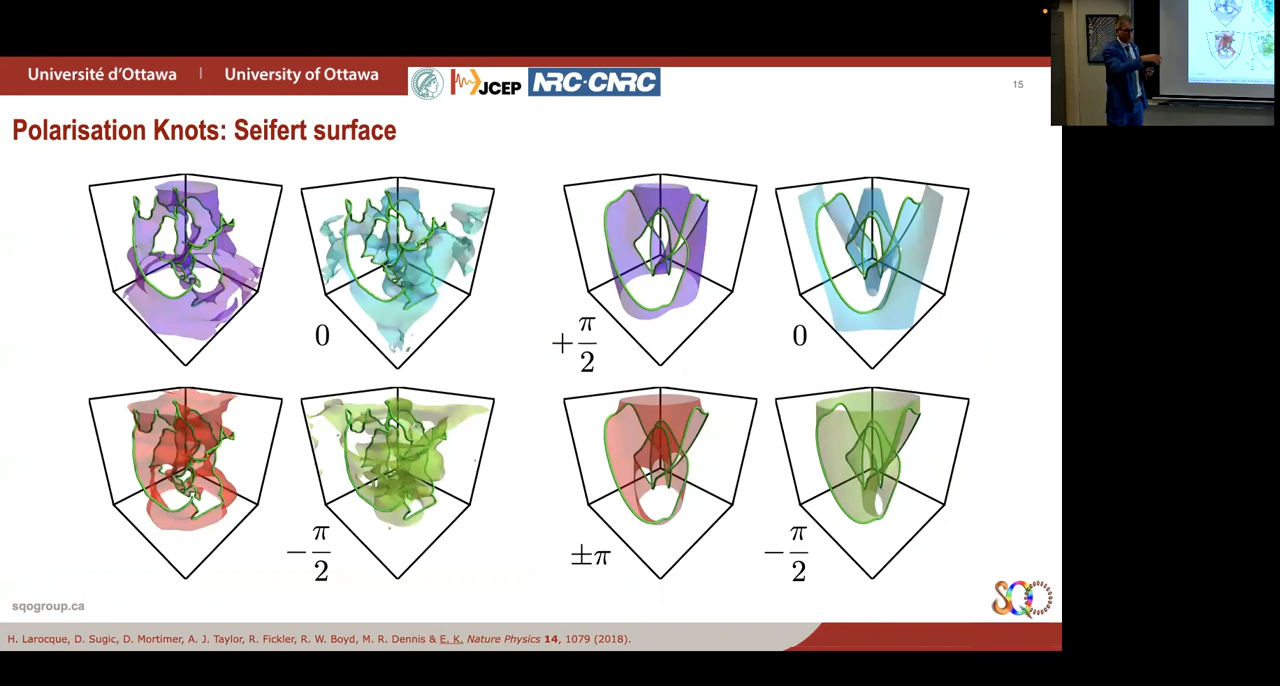 Université d'Ottawa | University of Ottawa
JCEP
NRC·CNRC
15
Polarisation Knots: Seifert surface
0
+π/2
0
−π/2
±π
−π/2
sqogroup.ca
SQO
H. Larocque, D. Sugic, D. Mortimer, A. J. Taylor, R. Fickler, R. W. Boyd, M. R. Dennis & E. K. Nature Physics 14, 1079 (2018).